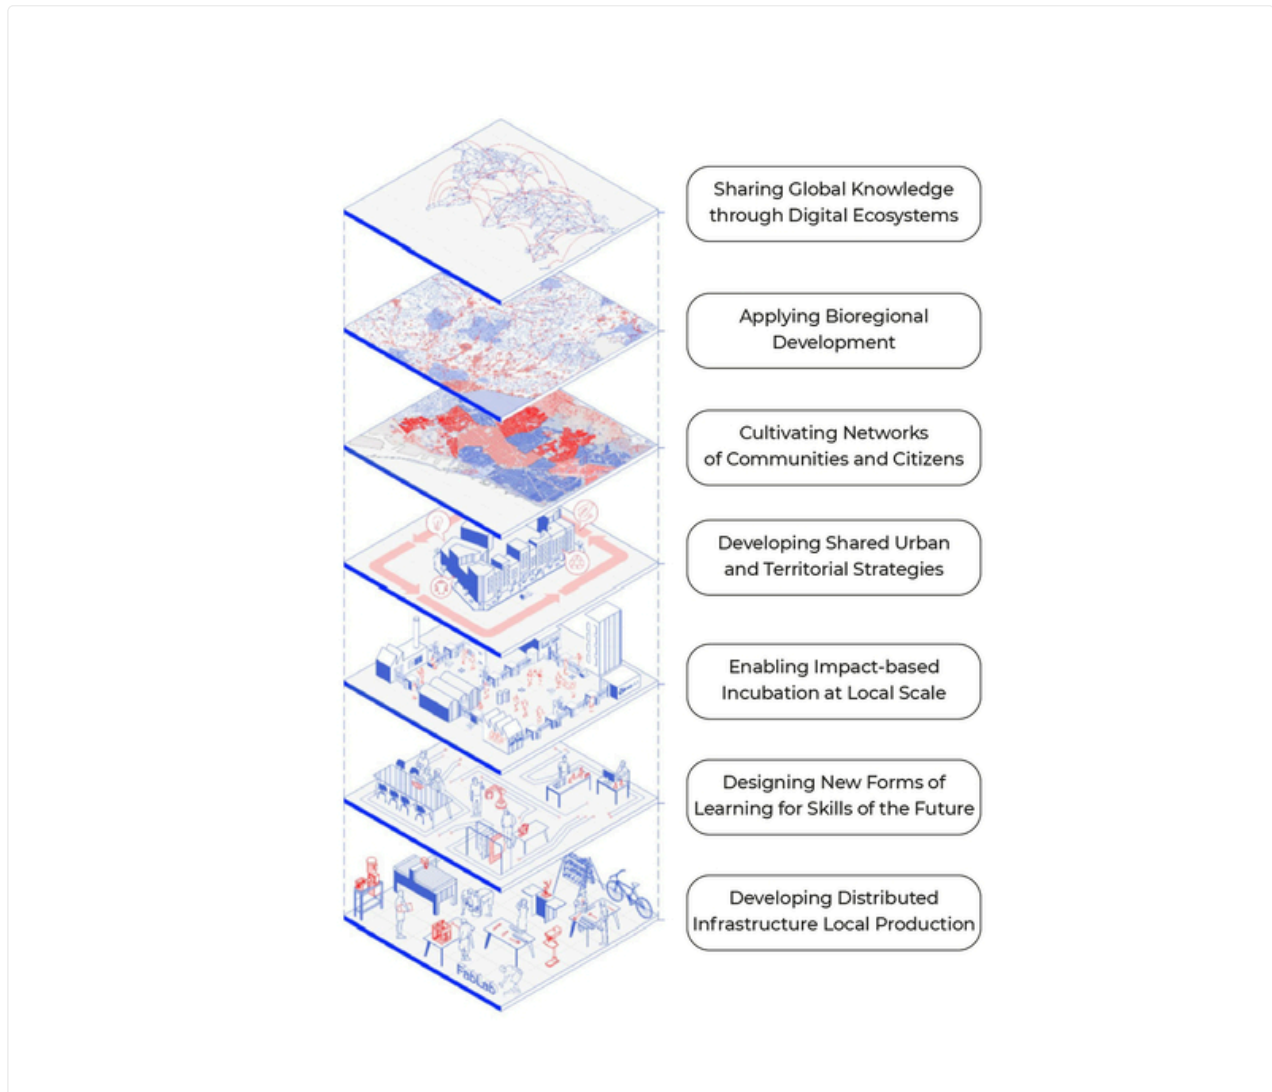 Sharing Global Knowledge
through Digital Ecosystems
Applying Bioregional
Development
Cultivating Networks
of Communities and Citizens
Developing Shared Urban
and Territorial Strategies
Enabling Impact-based
Incubation at Local Scale
Designing New Forms of
Learning for Skills of the Future
Developing Distributed
Infrastructure Local Production
FabLab